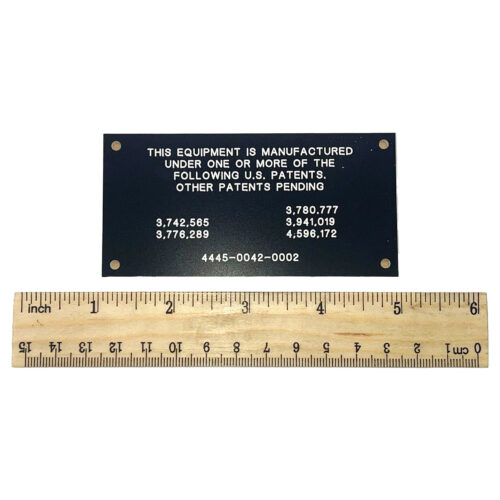 THIS EQUIPMENT IS MANUFACTURED
UNDER ONE OR MORE OF THE
FOLLOWING U.S. PATENTS.
OTHER PATENTS PENDING
3,780,777
3,742,565 3,941,019
3,776,289 4,596,172
4445-0042-0002
inch 1 2 3 4 5 6
15 14 13 12 11 10 9 8 7 6 5 4 3 2 1 cm 0